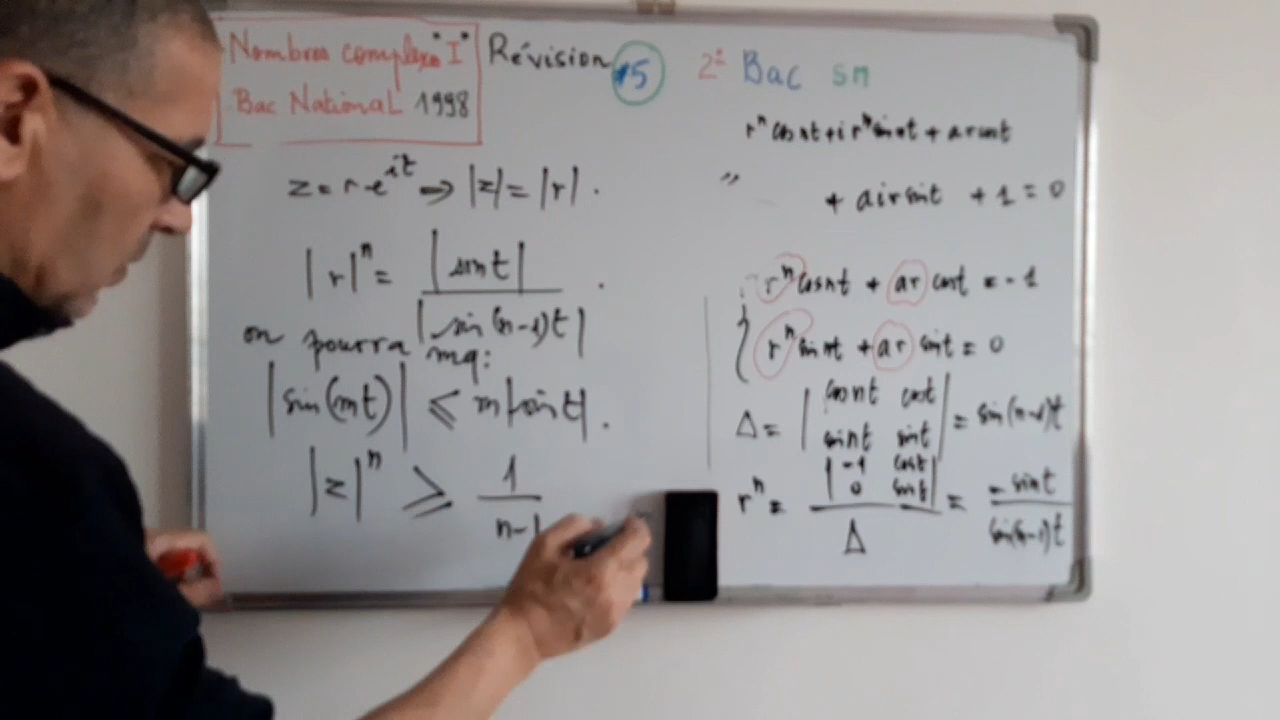 Nombres complexes "I"
Bac National 1998
Révision #5
2e Bac sm
z = r·e^{it} ⇒ |z| = |r|.
|r|^n = |sin t| / |sin(n-1)t| .
on pourra mq:
|sin(mt)| ≤ m|sin t|.
|z|^n ≥ 1/(n-1)
r^n cos nt + i r^n sin nt + a r cos t
" + a i r sin t + 1 = 0
{ r^n cos nt + ar cos t = -1
r^n sin nt + ar sin t = 0
Δ = | cos nt cos t ; sin nt sin t | = sin(n-1)t
r^n = | -1 cos t ; 0 sin t | / Δ = - sin t / sin(n-1)t